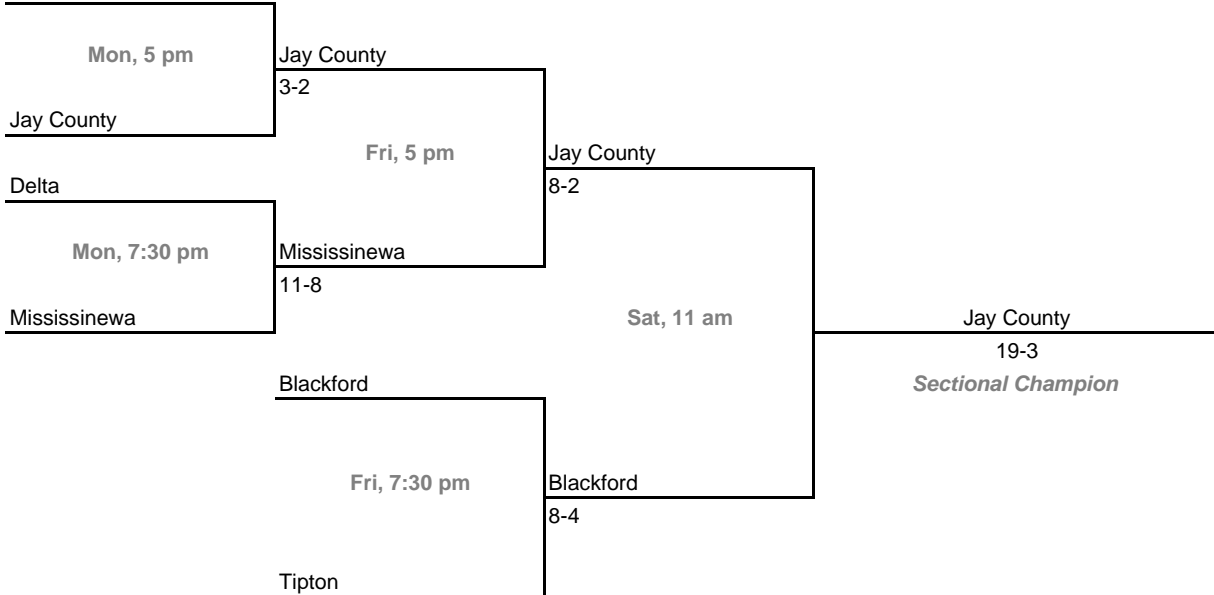 Mon, 5 pm
Jay County
3-2
Jay County
Fri, 5 pm
Jay County
8-2
Delta
Mon, 7:30 pm
Mississinewa
11-8
Mississinewa
Sat, 11 am
Jay County
19-3
Sectional Champion
Blackford
Fri, 7:30 pm
Blackford
8-4
Tipton